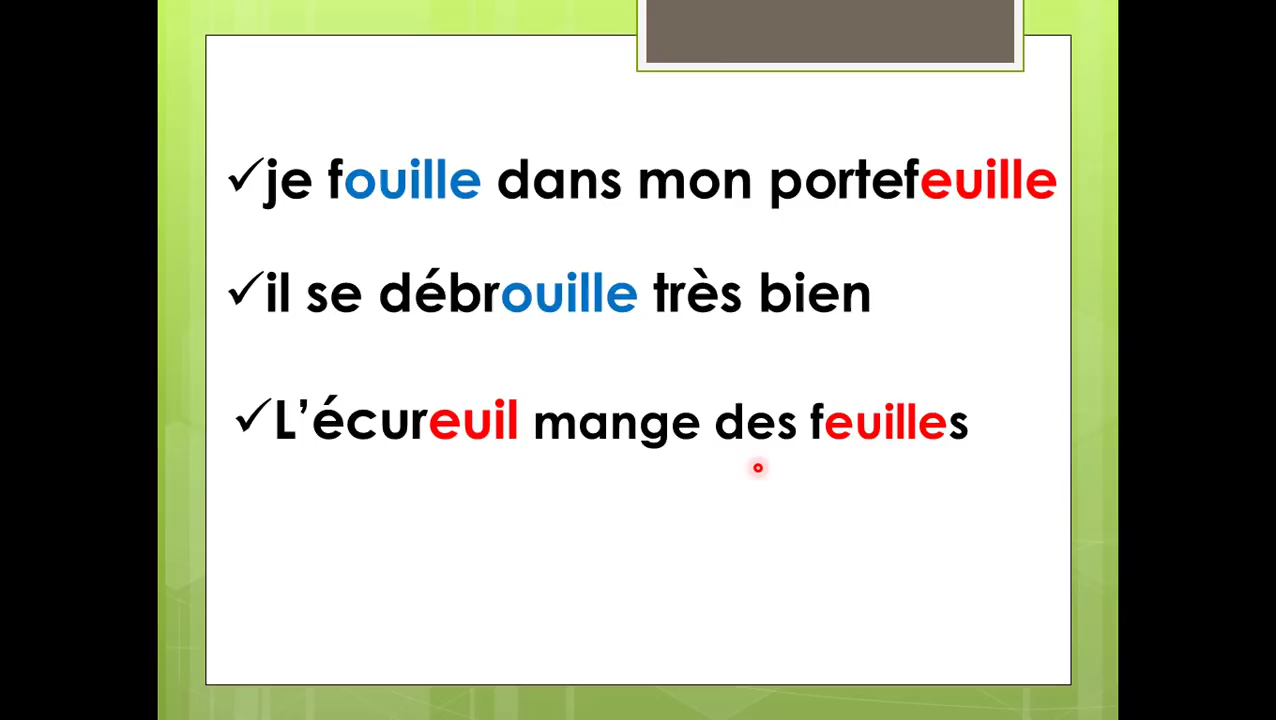 je fouille dans mon portefeuille
il se débrouille très bien
L’écureuil mange des feuilles